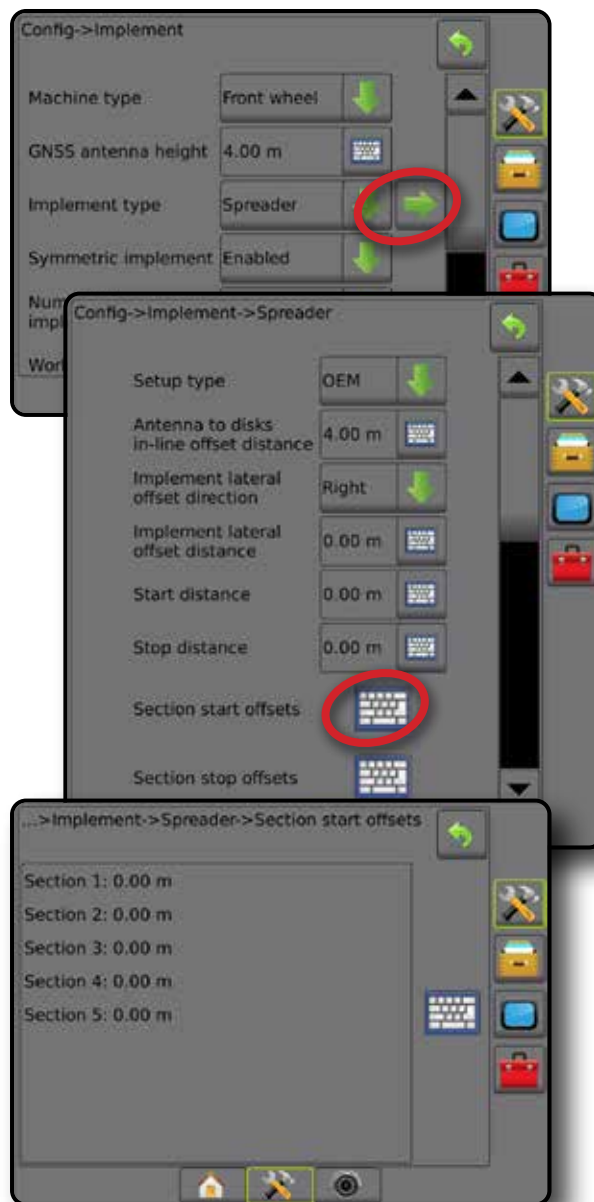 Config->Implement
Machine type Front wheel
GNSS antenna height 4.00 m
Implement type Spreader
Symmetric implement Enabled
Config->Implement->Spreader
Setup type OEM
Antenna to disks
in-line offset distance 4.00 m
Implement lateral
offset direction Right
Implement lateral
offset distance 0.00 m
Start distance 0.00 m
Stop distance 0.00 m
Section start offsets
Section stop offsets
...>Implement->Spreader->Section start offsets
Section 1: 0.00 m
Section 2: 0.00 m
Section 3: 0.00 m
Section 4: 0.00 m
Section 5: 0.00 m